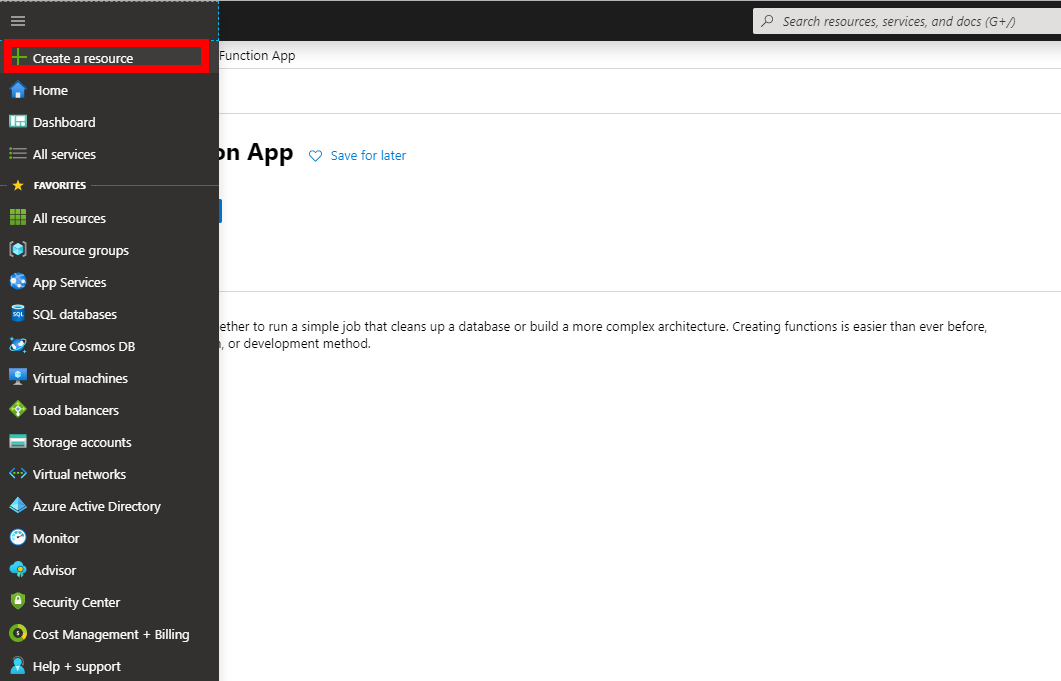 Search resources, services, and docs (G+/)
Create a resource
Function App
Home
Dashboard
All services
on App
Save for later
FAVORITES
All resources
Resource groups
App Services
SQL databases
Azure Cosmos DB
Virtual machines
Load balancers
Storage accounts
Virtual networks
Azure Active Directory
Monitor
Advisor
Security Center
Cost Management + Billing
Help + support
ether to run a simple job that cleans up a database or build a more complex architecture. Creating functions is easier than ever before,
, or development method.